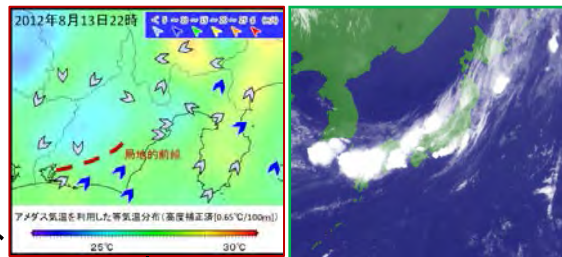 2012年8月13日22時
局地的前線
アメダス気温を利用した等気温分布(高度補正済[0.65℃/100m])
25℃ 30℃